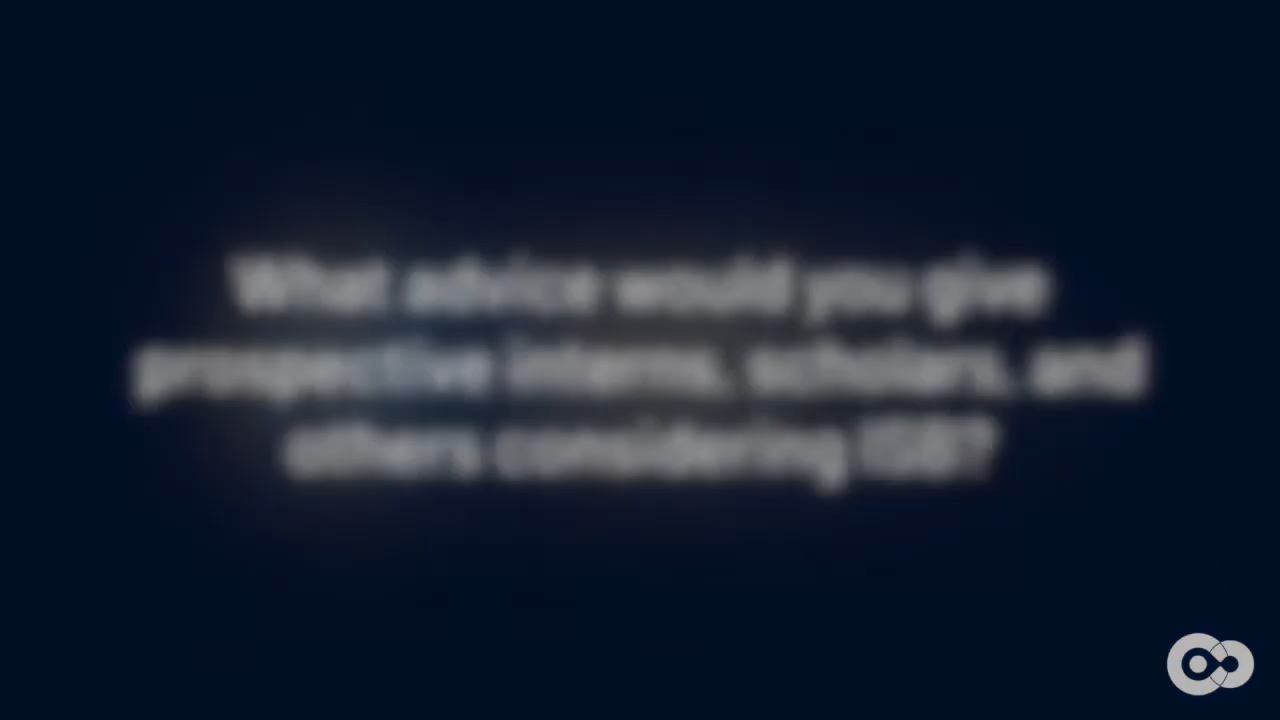 What advice would you give
prospective interns, scholars, and
others considering